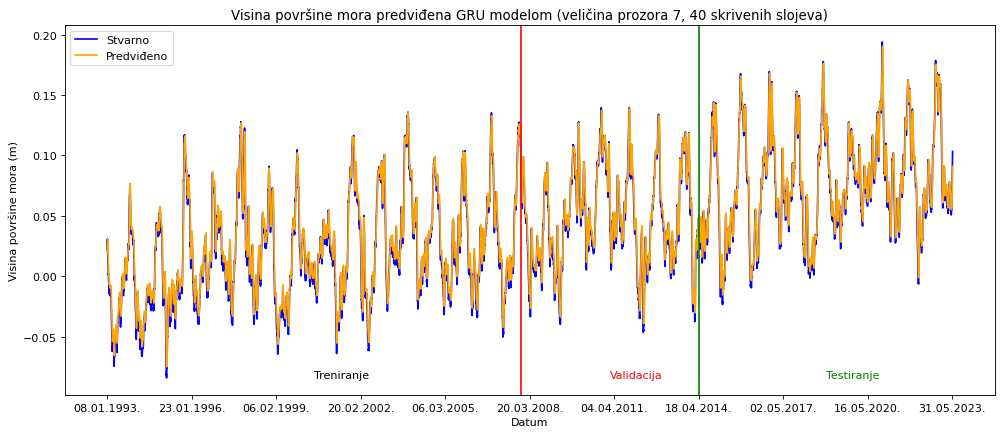 Visina površine mora predviđena GRU modelom (veličina prozora 7, 40 skrivenih slojeva)
Stvarno
Predviđeno
Visina površine mora (m)
0.20
0.15
0.10
0.05
0.00
−0.05
Treniranje
Validacija
Testiranje
08.01.1993.
23.01.1996.
06.02.1999.
20.02.2002.
06.03.2005.
20.03.2008.
04.04.2011.
18.04.2014.
02.05.2017.
16.05.2020.
31.05.2023.
Datum